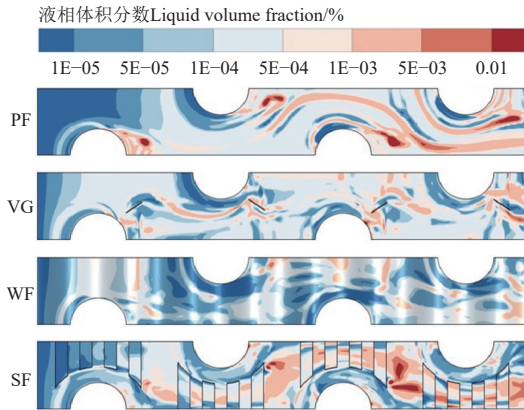 液相体积分数Liquid volume fraction/%
1E−05 5E−05 1E−04 5E−04 1E−03 5E−03 0.01
PF
VG
WF
SF